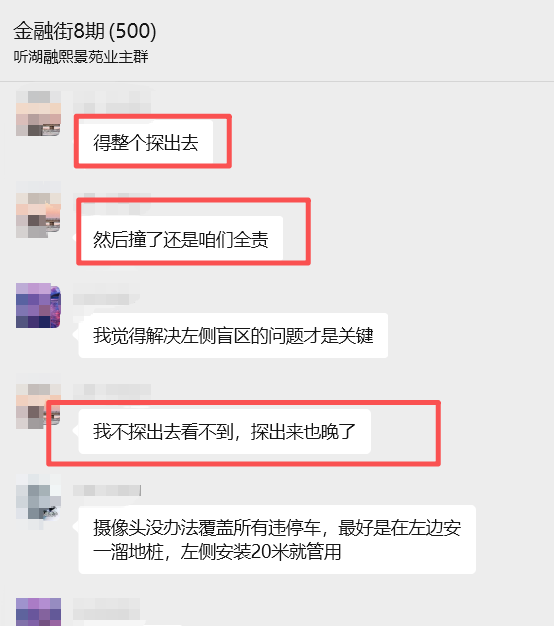 金融街8期 (500)
听湖融熙景苑业主群
得整个探出去
然后撞了还是咱们全责
我觉得解决左侧盲区的问题才是关键
我不探出去看不到，探出来也晚了
摄像头没办法覆盖所有违停车，最好是在左边安
一溜地桩，左侧安装20米就管用